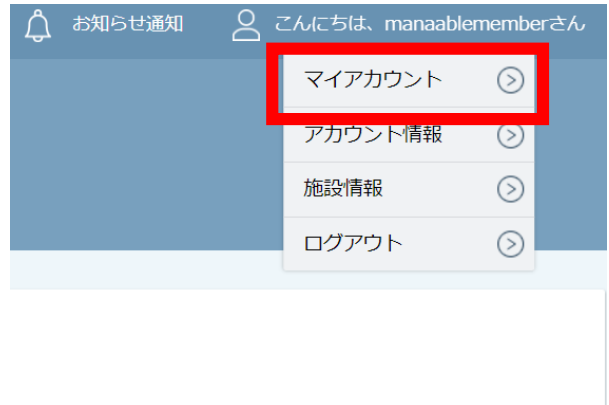 お知らせ通知 こんにちは、manaablememberさん
マイアカウント
アカウント情報
施設情報
ログアウト